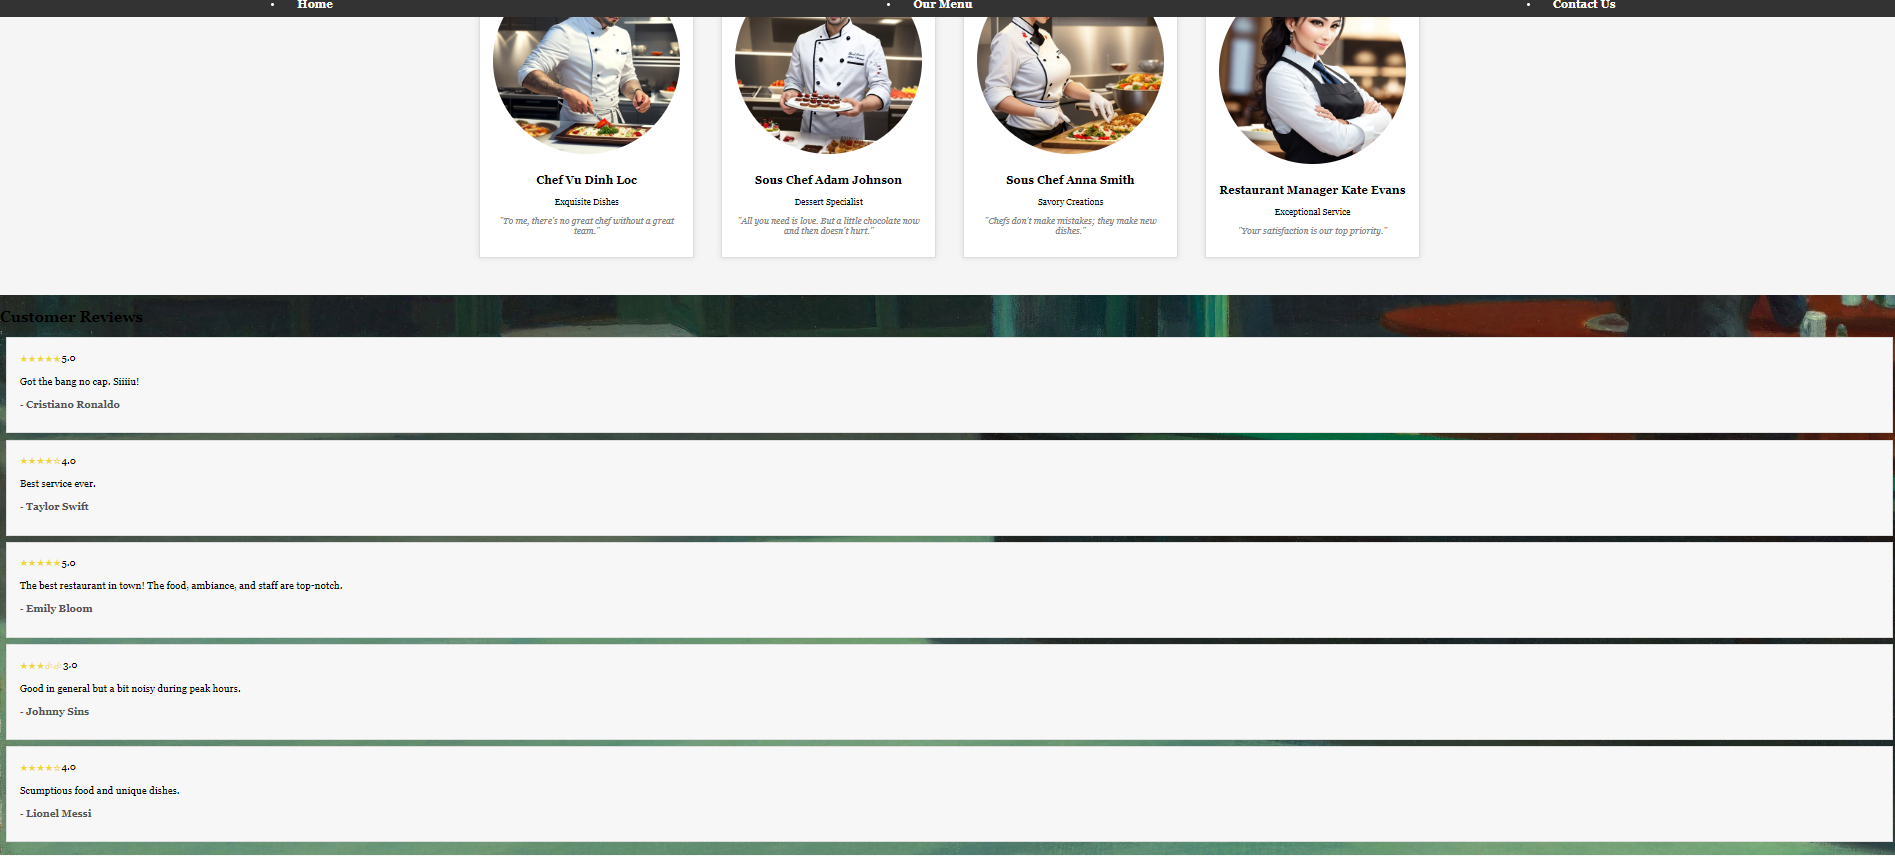 • Home • Our Menu • Contact Us
Chef Vu Dinh Loc
Exquisite Dishes
"To me, there's no great chef without a great
team."
Sous Chef Adam Johnson
Dessert Specialist
"All you need is love. But a little chocolate now
and then doesn't hurt."
Sous Chef Anna Smith
Savory Creations
"Chefs don't make mistakes; they make new
dishes."
Restaurant Manager Kate Evans
Exceptional Service
"Your satisfaction is our top priority."
Customer Reviews
★★★★★5.0
Got the bang no cap. Siiiiu!
- Cristiano Ronaldo
★★★★☆4.0
Best service ever.
- Taylor Swift
★★★★★5.0
The best restaurant in town! The food, ambiance, and staff are top-notch.
- Emily Bloom
★★★☆☆3.0
Good in general but a bit noisy during peak hours.
- Johnny Sins
★★★★☆4.0
Scumptious food and unique dishes.
- Lionel Messi